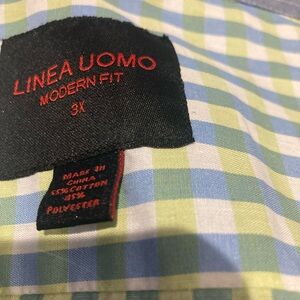 LINEA UOMO
MODERN FIT
3X
MADE IN
CHINA
55% COTTON
45%
POLYESTER